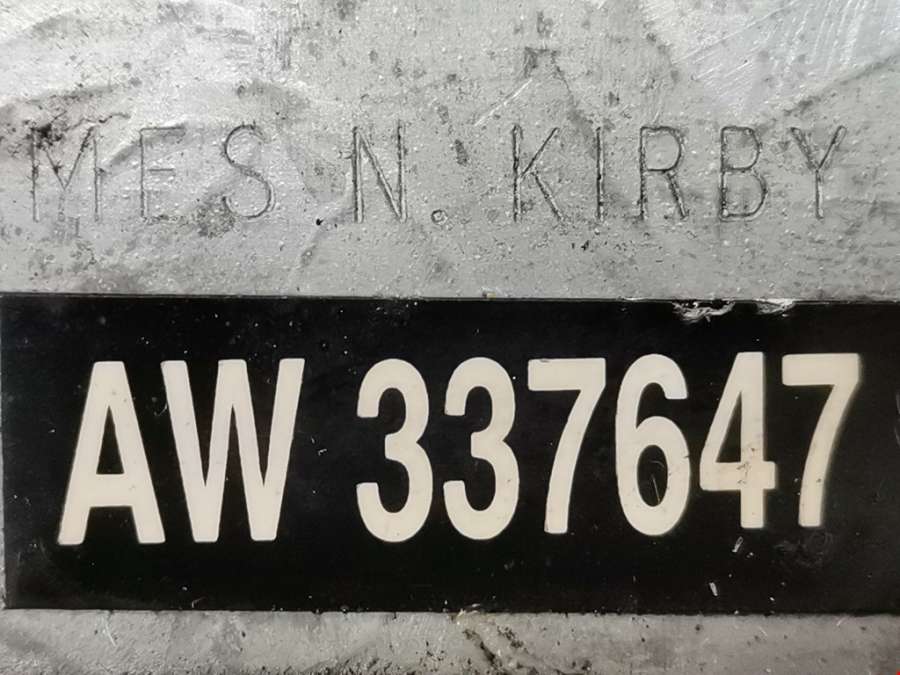 MES N. KIRBY
AW 337647